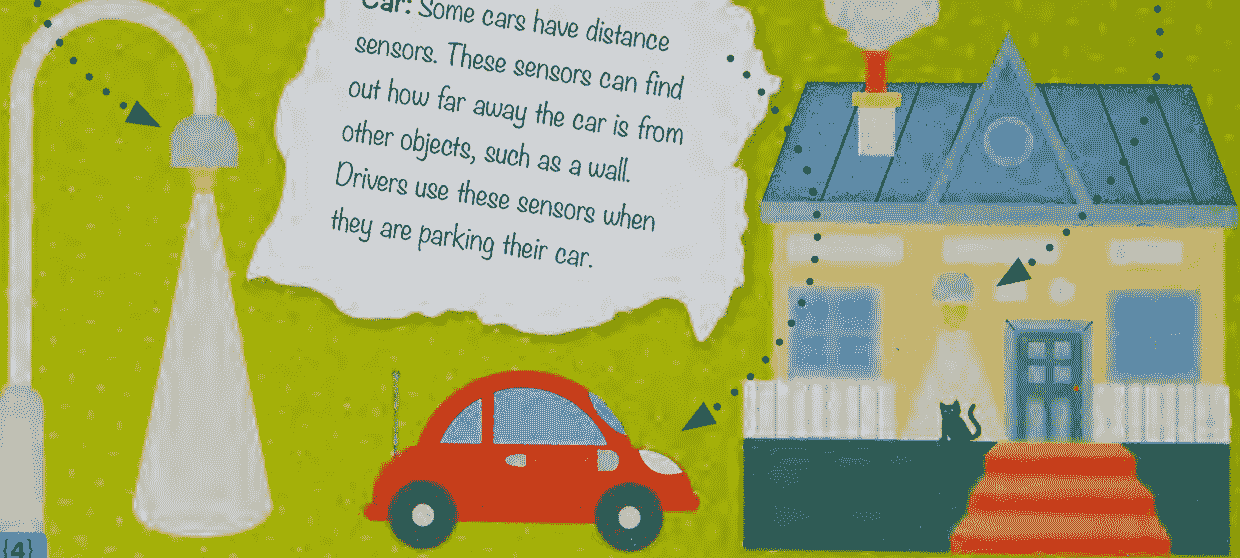 Car: Some cars have distance
sensors. These sensors can find
out how far away the car is from
other objects, such as a wall.
Drivers use these sensors when
they are parking their car.
{4}